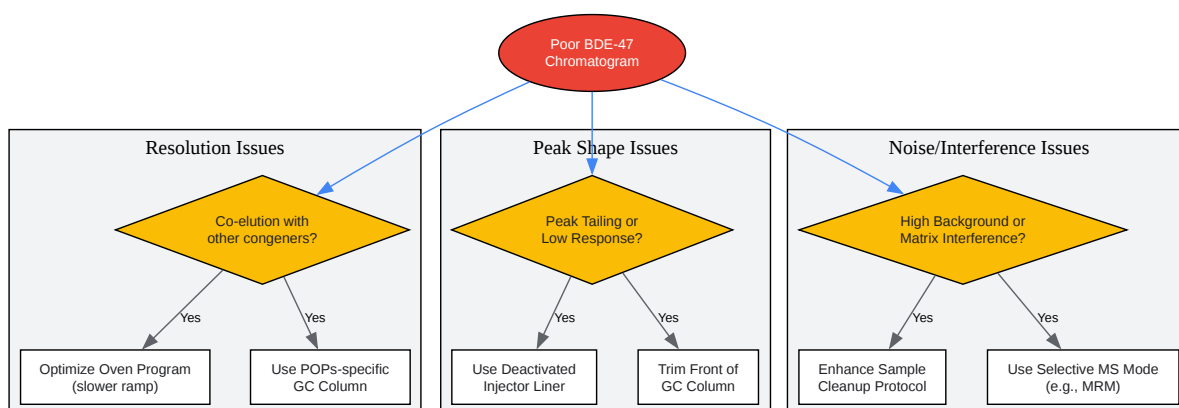 Poor BDE-47
Chromatogram
Resolution Issues
Peak Shape Issues
Noise/Interference Issues
Co-elution with
other congeners?
Peak Tailing or
Low Response?
High Background or
Matrix Interference?
Yes
Yes
Yes
Yes
Yes
Yes
Optimize Oven Program
(slower ramp)
Use POPs-specific
GC Column
Use Deactivated
Injector Liner
Trim Front of
GC Column
Enhance Sample
Cleanup Protocol
Use Selective MS Mode
(e.g., MRM)